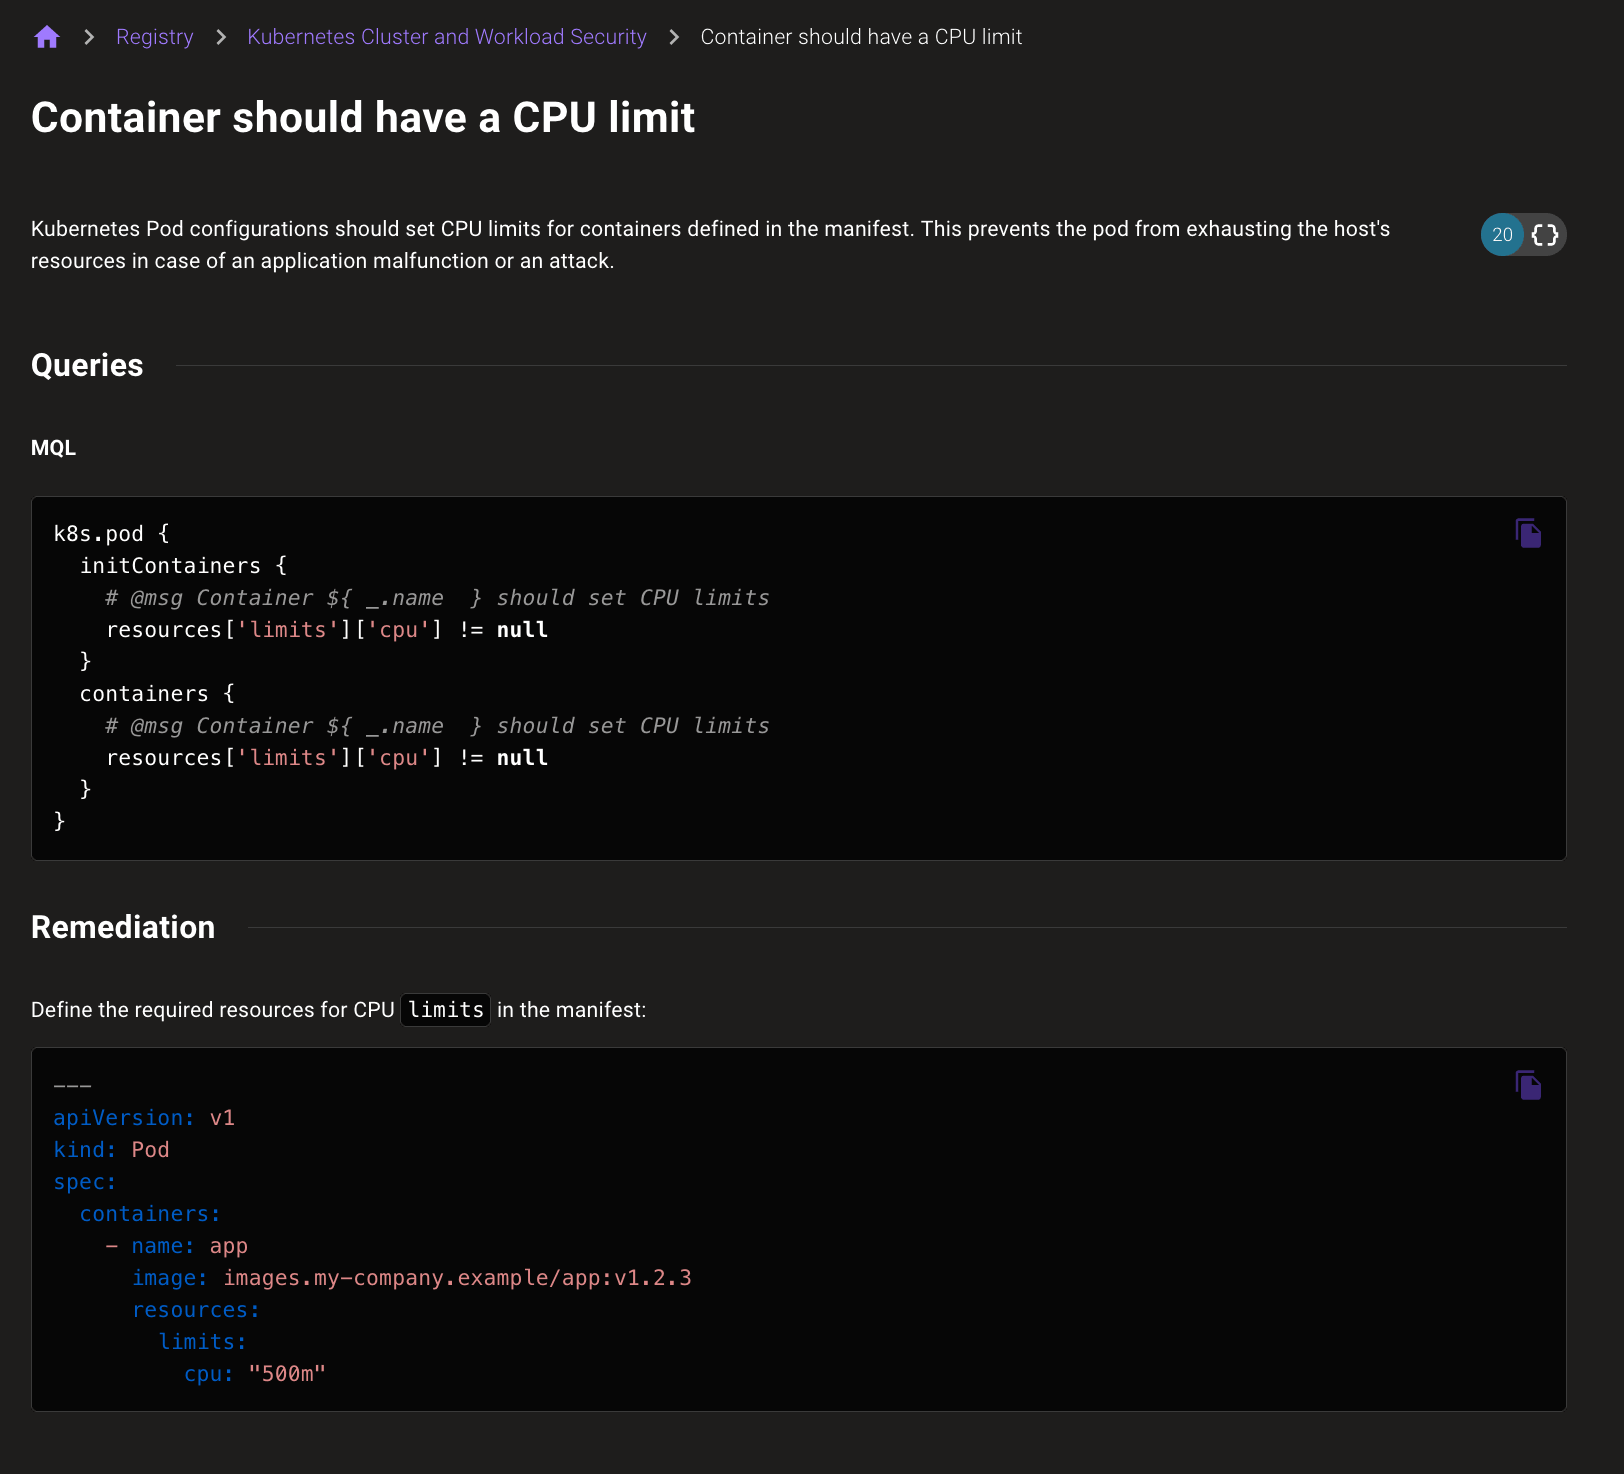 Registry > Kubernetes Cluster and Workload Security > Container should have a CPU limit
Container should have a CPU limit
Kubernetes Pod configurations should set CPU limits for containers defined in the manifest. This prevents the pod from exhausting the host's
resources in case of an application malfunction or an attack.
20 {}
Queries
MQL
k8s.pod {
  initContainers {
    # @msg Container ${ _.name  } should set CPU limits
    resources['limits']['cpu'] != null
  }
  containers {
    # @msg Container ${ _.name  } should set CPU limits
    resources['limits']['cpu'] != null
  }
}
Remediation
Define the required resources for CPU limits in the manifest:
---
apiVersion: v1
kind: Pod
spec:
  containers:
    - name: app
      image: images.my-company.example/app:v1.2.3
      resources:
        limits:
          cpu: "500m"